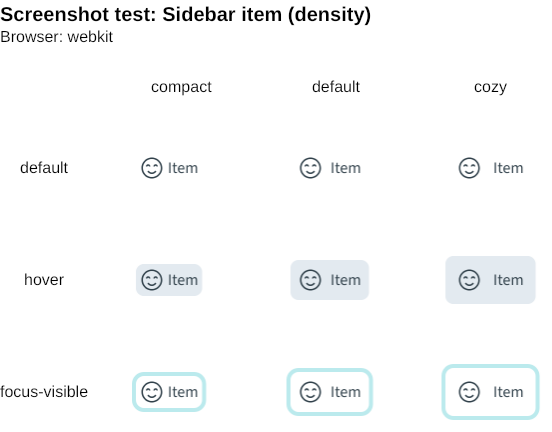 Screenshot test: Sidebar item (density)
Browser: webkit
compact default cozy
default Item Item Item
hover Item Item Item
focus-visible Item Item Item